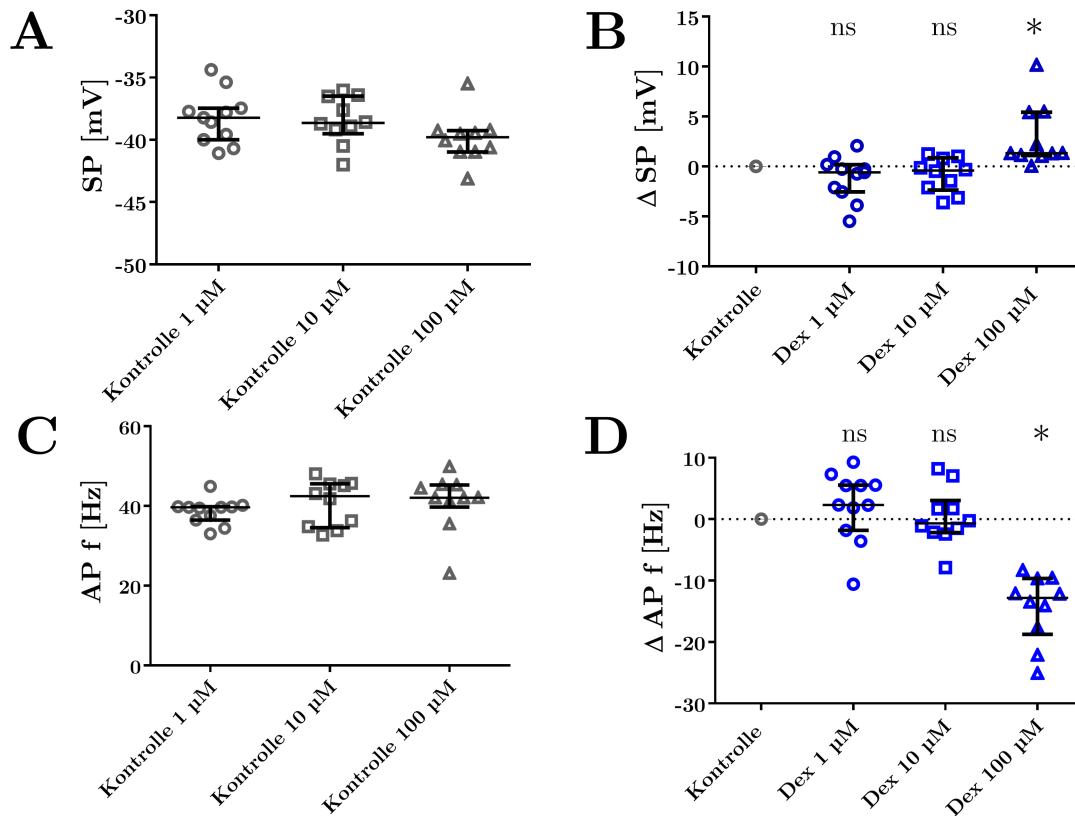 A
SP [mV]
-30
-35
-40
-45
-50
Kontrolle 1 µM
Kontrolle 10 µM
Kontrolle 100 µM
B
Δ SP [mV]
15
10
5
0
-5
-10
ns
ns
*
Kontrolle
Dex 1 µM
Dex 10 µM
Dex 100 µM
C
AP f [Hz]
60
40
20
0
Kontrolle 1 µM
Kontrolle 10 µM
Kontrolle 100 µM
D
Δ AP f [Hz]
10
0
-10
-20
-30
ns
ns
*
Kontrolle
Dex 1 µM
Dex 10 µM
Dex 100 µM